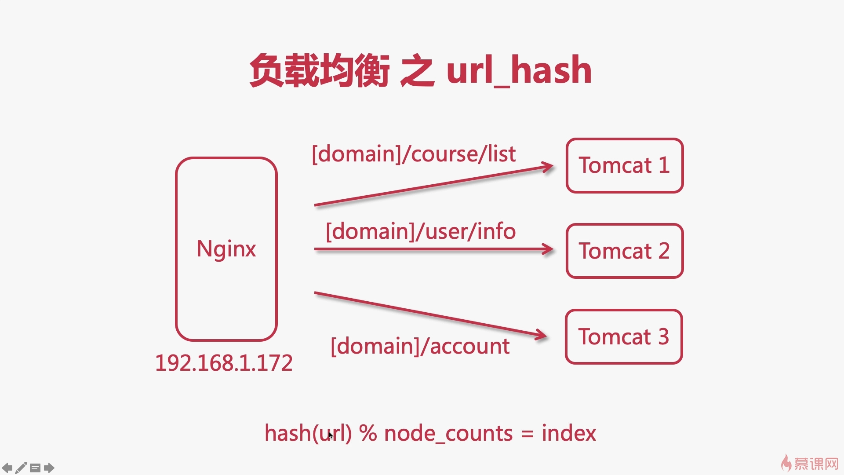 负载均衡 之 url_hash
[domain]/course/list
Tomcat 1
[domain]/user/info
Nginx
Tomcat 2
[domain]/account
Tomcat 3
192.168.1.172
hash(url) % node_counts = index
慕课网